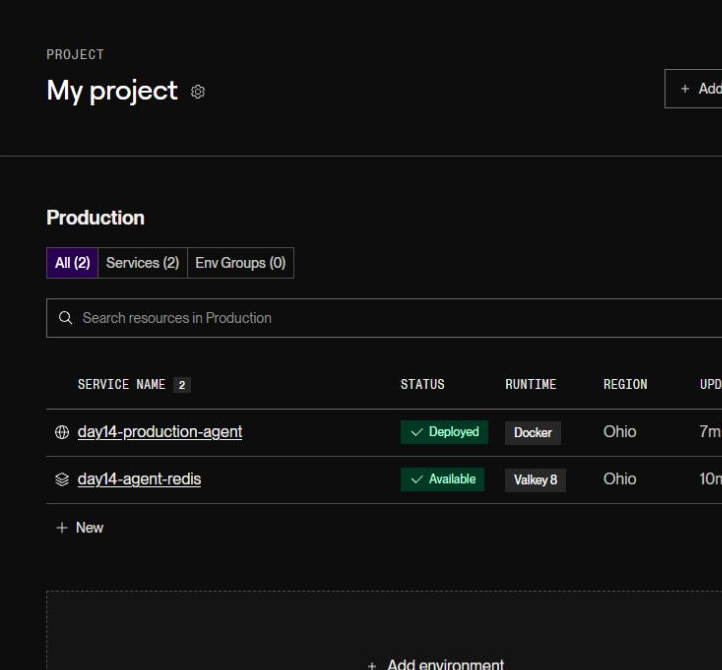 PROJECT
My project
+ Add
Production
All (2) Services (2) Env Groups (0)
Search resources in Production
SERVICE NAME 2 STATUS RUNTIME REGION UPD
day14-production-agent Deployed Docker Ohio 7m
day14-agent-redis Available Valkey 8 Ohio 10m
+ New
+ Add environment